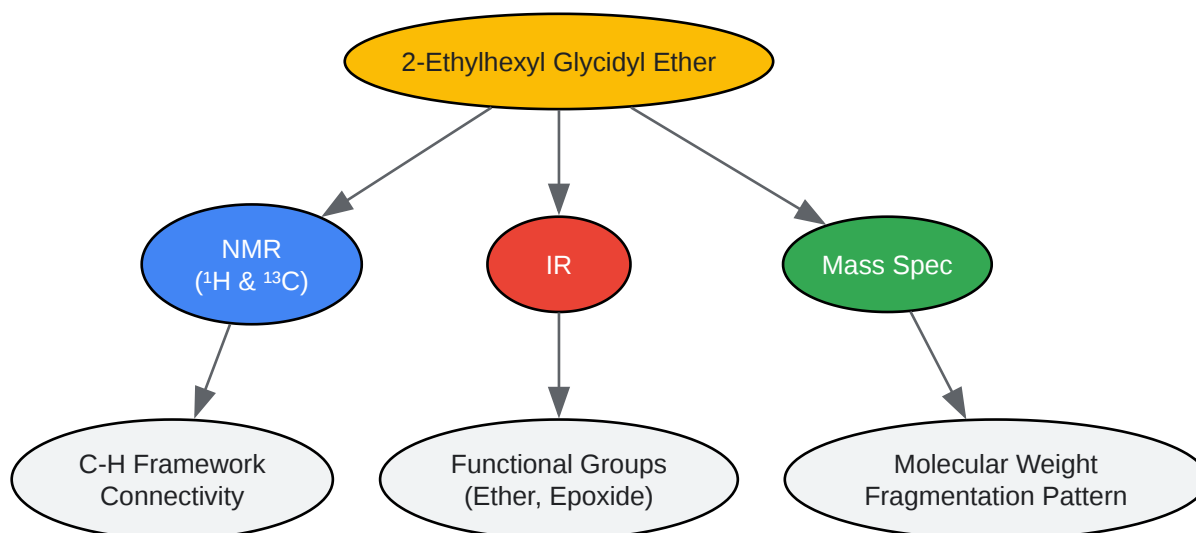 2-Ethylhexyl Glycidyl Ether
NMR
(¹H & ¹³C)
IR
Mass Spec
C-H Framework
Connectivity
Functional Groups
(Ether, Epoxide)
Molecular Weight
Fragmentation Pattern